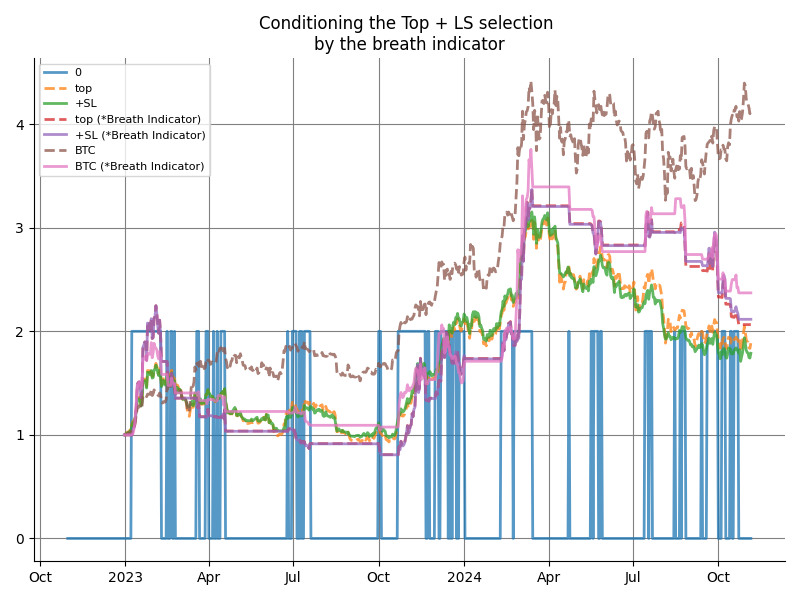 Conditioning the Top + LS selection
by the breath indicator
0
top
+SL
top (*Breath Indicator)
+SL (*Breath Indicator)
BTC
BTC (*Breath Indicator)
4
3
2
1
0
Oct 2023 Apr Jul Oct 2024 Apr Jul Oct